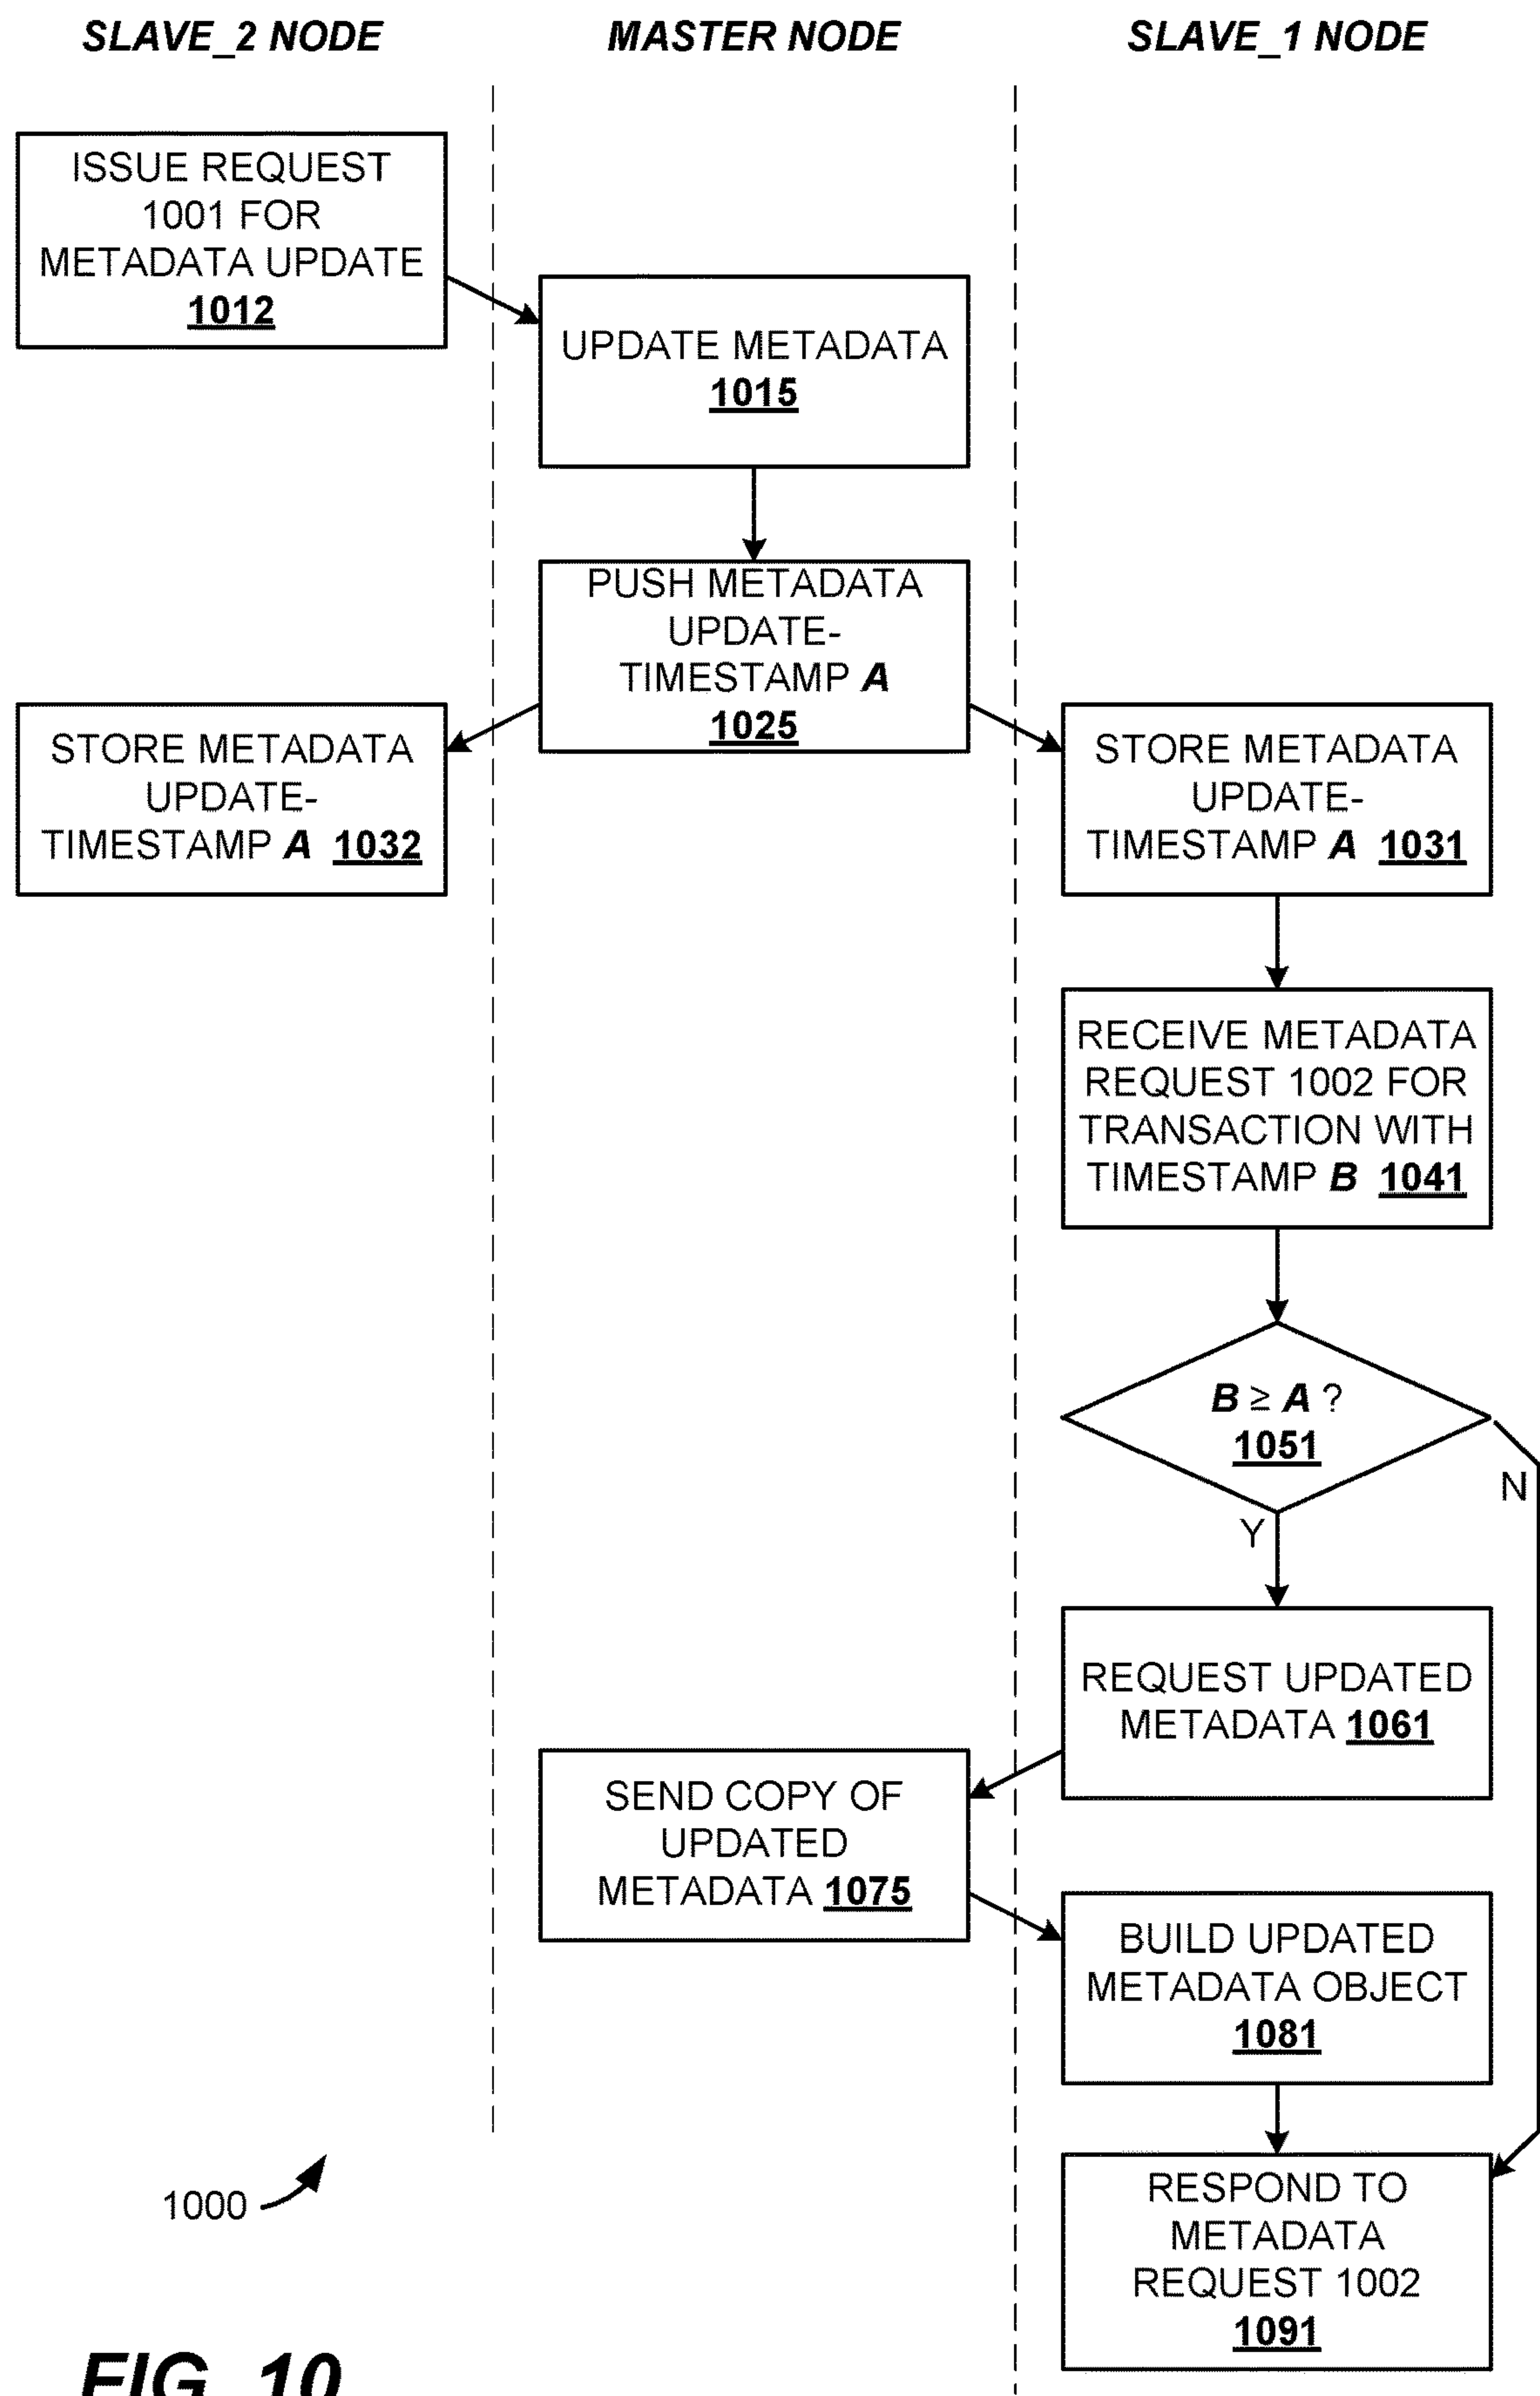 SLAVE_2 NODE
MASTER NODE
SLAVE_1 NODE
ISSUE REQUEST
1001 FOR
METADATA UPDATE
1012
UPDATE METADATA
1015
PUSH METADATA
UPDATE-
TIMESTAMP A
1025
STORE METADATA
UPDATE-
TIMESTAMP A 1032
STORE METADATA
UPDATE-
TIMESTAMP A 1031
RECEIVE METADATA
REQUEST 1002 FOR
TRANSACTION WITH
TIMESTAMP B 1041
B ≥ A ?
1051
N
Y
REQUEST UPDATED
METADATA 1061
SEND COPY OF
UPDATED
METADATA 1075
BUILD UPDATED
METADATA OBJECT
1081
RESPOND TO
METADATA
REQUEST 1002
1091
1000
FIG. 10